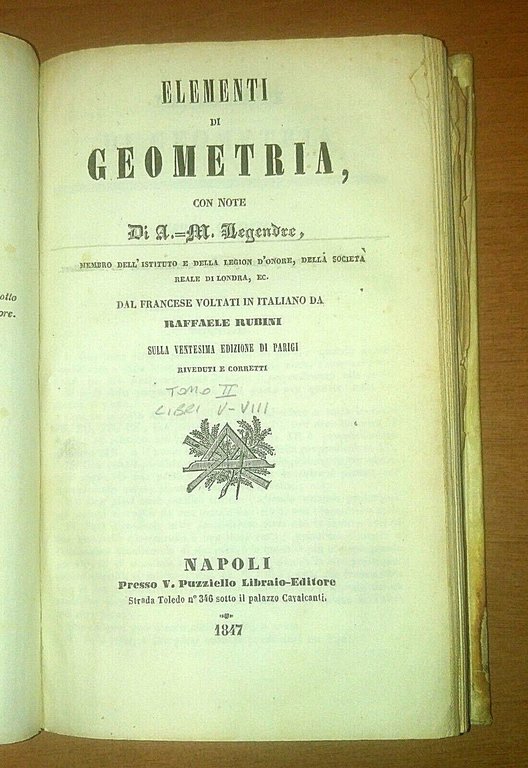 ELEMENTI
DI
GEOMETRIA,
CON NOTE
Di A.=M. Legendre,
MEMBRO DELL'ISTITUTO E DELLA LEGION D'ONORE, DELLA SOCIETÀ
REALE DI LONDRA, EC.
DAL FRANCESE VOLTATI IN ITALIANO DA
RAFFAELE RUBINI
SULLA VENTESIMA EDIZIONE DI PARIGI
RIVEDUTI E CORRETTI
TOMO II
LIBRI V-VIII
NAPOLI
Presso V. Puzziello Libraio-Editore
Strada Toledo n° 346 sotto il palazzo Cavalcanti.
1847